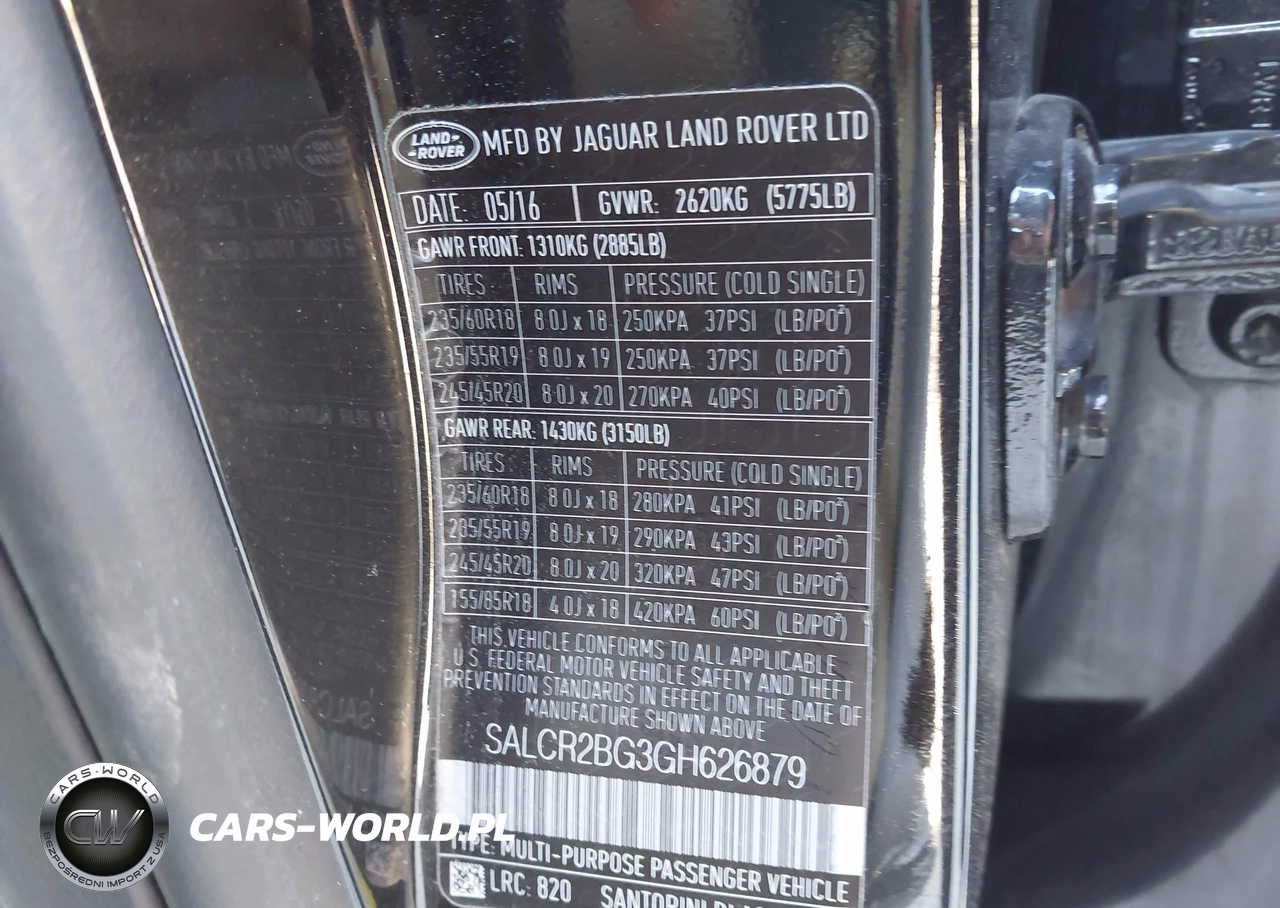 LAND-
-ROVER
MFD BY JAGUAR LAND ROVER LTD
DATE: 05/16 GVWR: 2620KG (5775LB)
GAWR FRONT: 1310KG (2885LB)
TIRES RIMS PRESSURE (COLD SINGLE)
235/60R18 8.0J x 18 250KPA 37PSI (LB/PO²)
235/55R19 8.0J x 19 250KPA 37PSI (LB/PO²)
245/45R20 8.0J x 20 270KPA 40PSI (LB/PO²)
GAWR REAR: 1430KG (3150LB)
TIRES RIMS PRESSURE (COLD SINGLE)
235/60R18 8.0J x 18 280KPA 41PSI (LB/PO²)
235/55R19 8.0J x 19 290KPA 43PSI (LB/PO²)
245/45R20 8.0J x 20 320KPA 47PSI (LB/PO²)
155/85R18 4.0J x 18 420KPA 60PSI (LB/PO²)
THIS VEHICLE CONFORMS TO ALL APPLICABLE
U.S. FEDERAL MOTOR VEHICLE SAFETY AND THEFT
PREVENTION STANDARDS IN EFFECT ON THE DATE OF
MANUFACTURE SHOWN ABOVE
SALCR2BG3GH626879
TYPE: MULTI-PURPOSE PASSENGER VEHICLE
LRC: 820 SANTORINI
CARS-WORLD
CW
BEZPOŚREDNI IMPORT Z USA
CARS-WORLD.PL